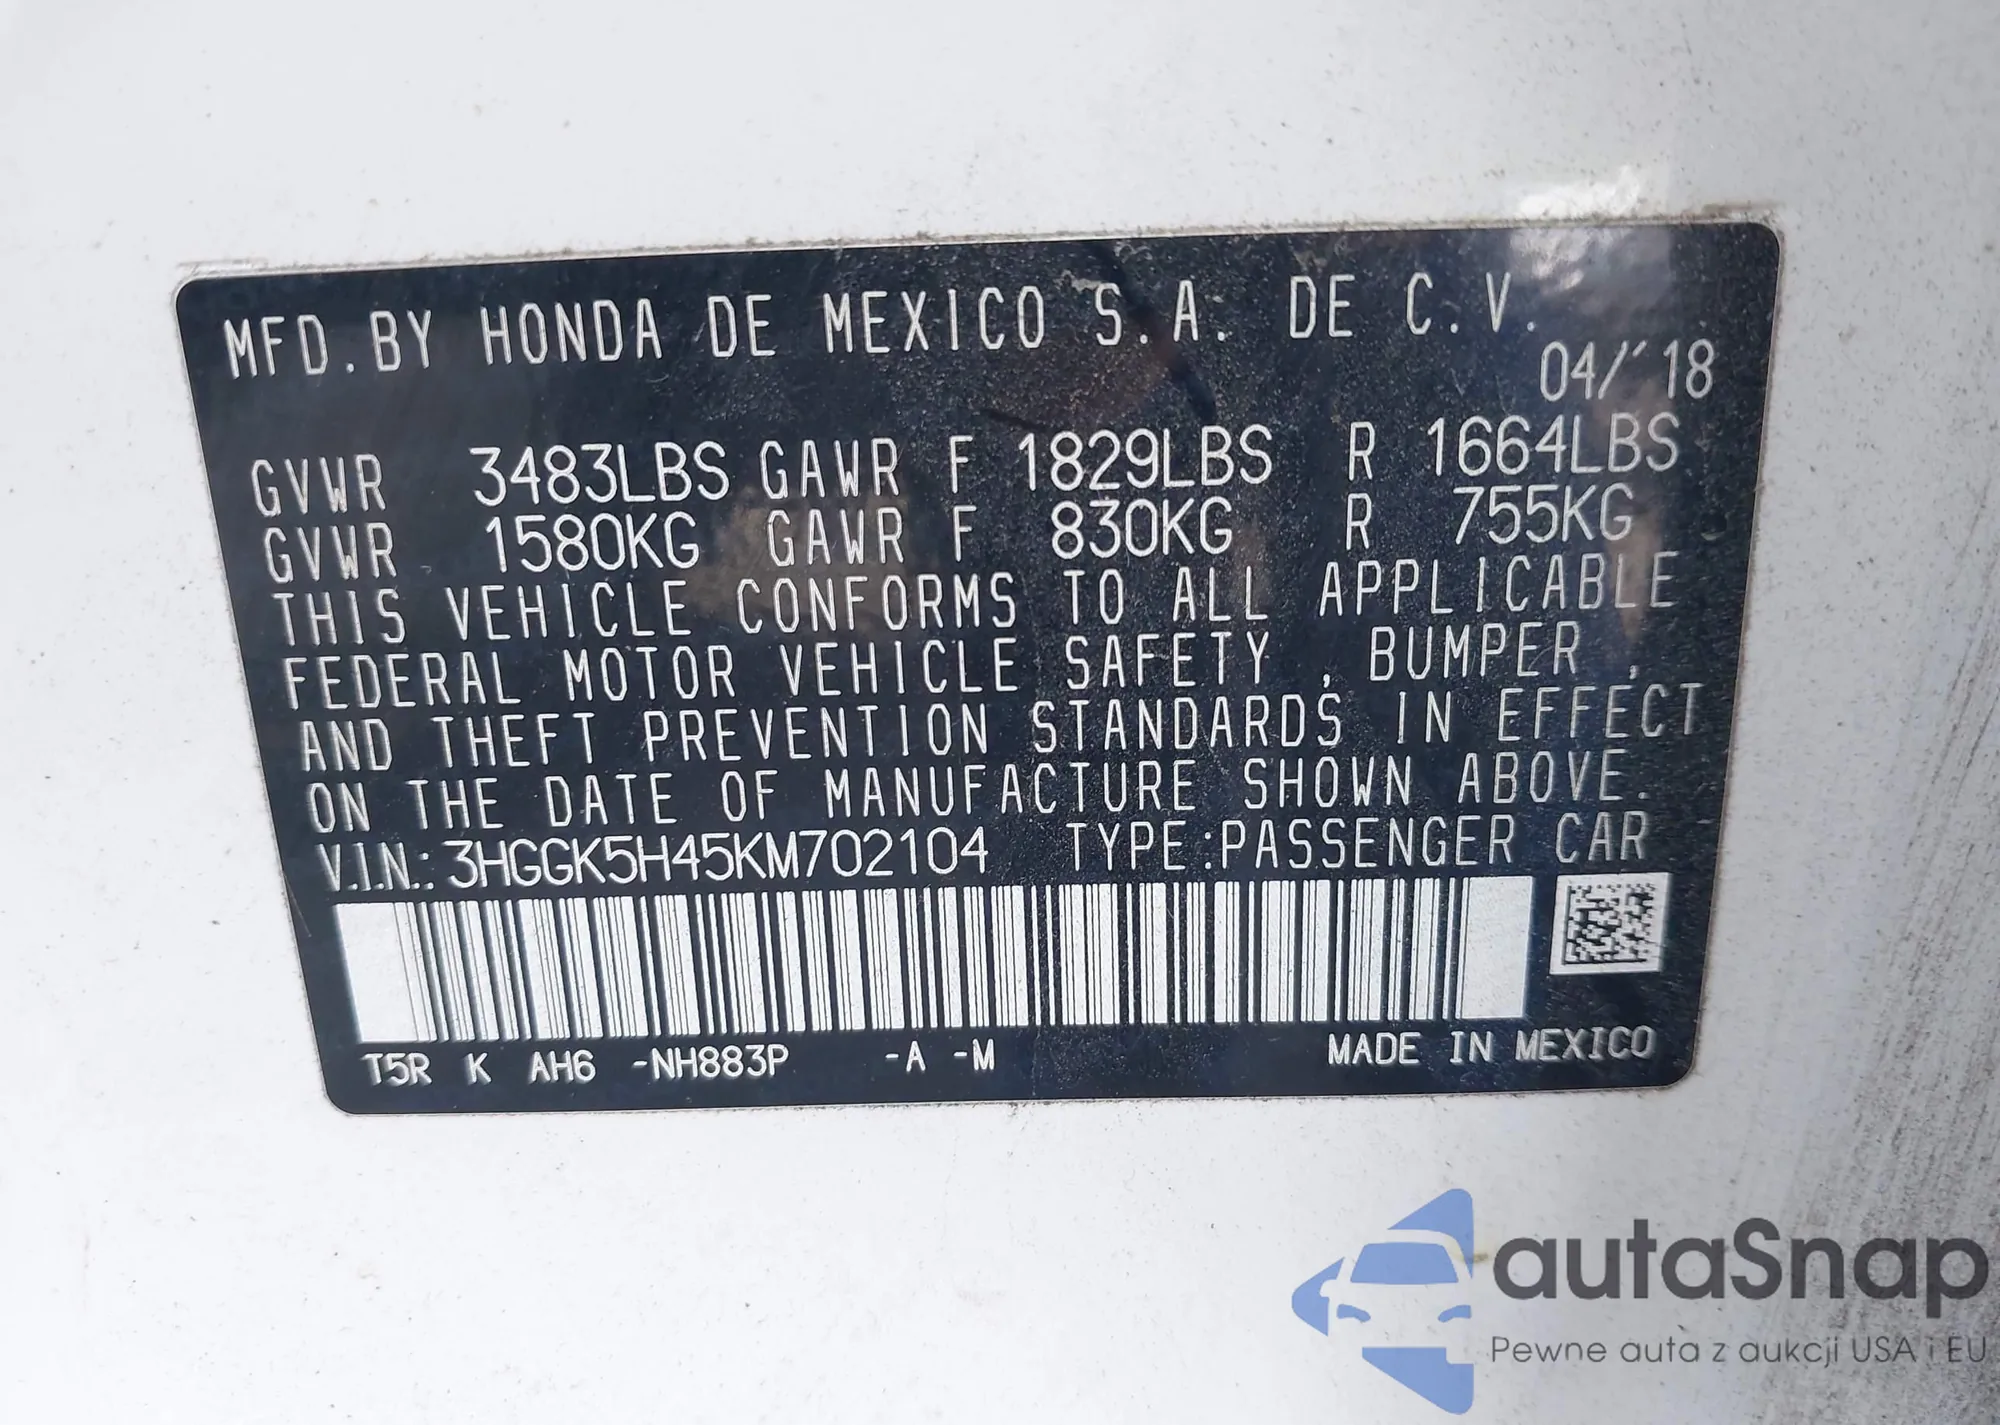 MFD. BY HONDA DE MEXICO S.A. DE C.V.
04/'18
GVWR 3483LBS GAWR F 1829LBS R 1664LBS
GVWR 1580KG GAWR F 830KG R 755KG
THIS VEHICLE CONFORMS TO ALL APPLICABLE
FEDERAL MOTOR VEHICLE SAFETY , BUMPER ,
AND THEFT PREVENTION STANDARDS IN EFFECT
ON THE DATE OF MANUFACTURE SHOWN ABOVE.
V.I.N.: 3HGGK5H45KM702104 TYPE:PASSENGER CAR
T5R K AH6 -NH883P -A -M MADE IN MEXICO
autaSnap
Pewne auta z aukcji USA i EU